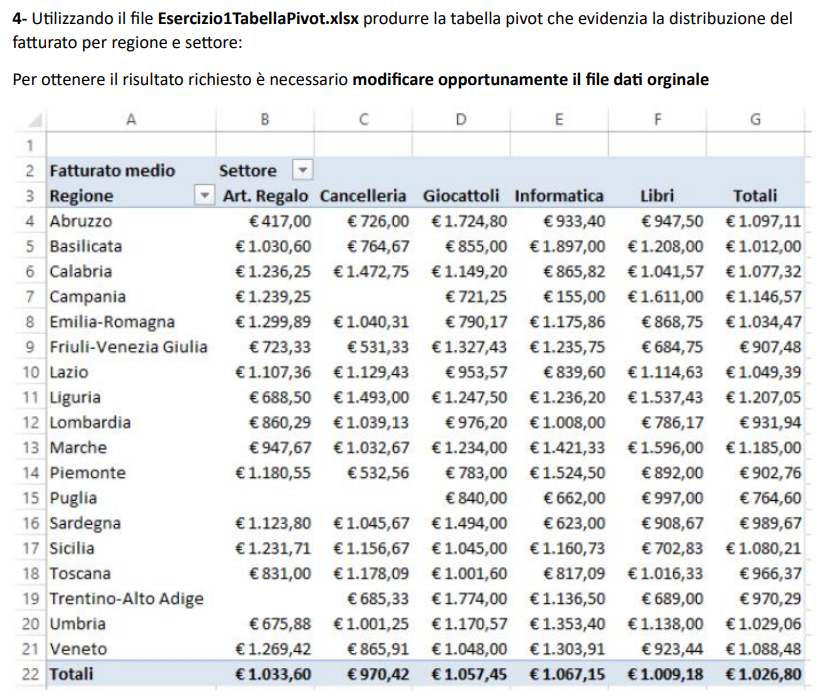 4- Utilizzando il file Esercizio1TabellaPivot.xlsx produrre la tabella pivot che evidenzia la distribuzione del
fatturato per regione e settore:
Per ottenere il risultato richiesto è necessario modificare opportunamente il file dati orginale
A B C D E F G
1
2 Fatturato medio Settore
3 Regione Art. Regalo Cancelleria Giocattoli Informatica Libri Totali
4 Abruzzo € 417,00 € 726,00 € 1.724,80 € 933,40 € 947,50 € 1.097,11
5 Basilicata € 1.030,60 € 764,67 € 855,00 € 1.897,00 € 1.208,00 € 1.012,00
6 Calabria € 1.236,25 € 1.472,75 € 1.149,20 € 865,82 € 1.041,57 € 1.077,32
7 Campania € 1.239,25 € 721,25 € 155,00 € 1.611,00 € 1.146,57
8 Emilia-Romagna € 1.299,89 € 1.040,31 € 790,17 € 1.175,86 € 868,75 € 1.034,47
9 Friuli-Venezia Giulia € 723,33 € 531,33 € 1.327,43 € 1.235,75 € 684,75 € 907,48
10 Lazio € 1.107,36 € 1.129,43 € 953,57 € 839,60 € 1.114,63 € 1.049,39
11 Liguria € 688,50 € 1.493,00 € 1.247,50 € 1.236,20 € 1.537,43 € 1.207,05
12 Lombardia € 860,29 € 1.039,13 € 976,20 € 1.008,00 € 786,17 € 931,94
13 Marche € 947,67 € 1.032,67 € 1.234,00 € 1.421,33 € 1.596,00 € 1.185,00
14 Piemonte € 1.180,55 € 532,56 € 783,00 € 1.524,50 € 892,00 € 902,76
15 Puglia € 840,00 € 662,00 € 997,00 € 764,60
16 Sardegna € 1.123,80 € 1.045,67 € 1.494,00 € 623,00 € 908,67 € 989,67
17 Sicilia € 1.231,71 € 1.156,67 € 1.045,00 € 1.160,73 € 702,83 € 1.080,21
18 Toscana € 831,00 € 1.178,09 € 1.001,60 € 817,09 € 1.016,33 € 966,37
19 Trentino-Alto Adige € 685,33 € 1.774,00 € 1.136,50 € 689,00 € 970,29
20 Umbria € 675,88 € 1.001,25 € 1.170,57 € 1.353,40 € 1.138,00 € 1.029,06
21 Veneto € 1.269,42 € 865,91 € 1.048,00 € 1.303,91 € 923,44 € 1.088,48
22 Totali € 1.033,60 € 970,42 € 1.057,45 € 1.067,15 € 1.009,18 € 1.026,80